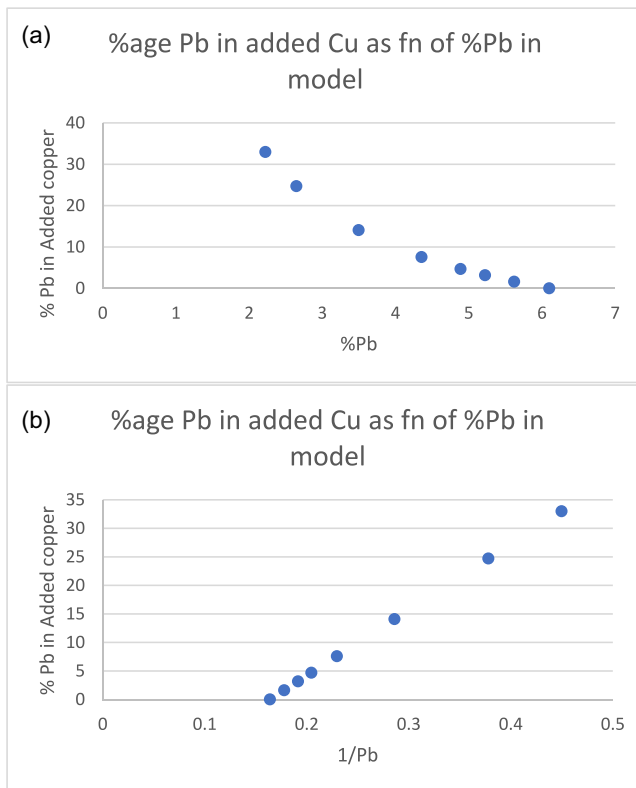 (a)
%age Pb in added Cu as fn of %Pb in
model
% Pb in Added copper
40
30
20
10
0
0 1 2 3 4 5 6 7
%Pb
(b)
%age Pb in added Cu as fn of %Pb in
model
% Pb in Added copper
35
30
25
20
15
10
5
0
0 0.1 0.2 0.3 0.4 0.5
1/Pb